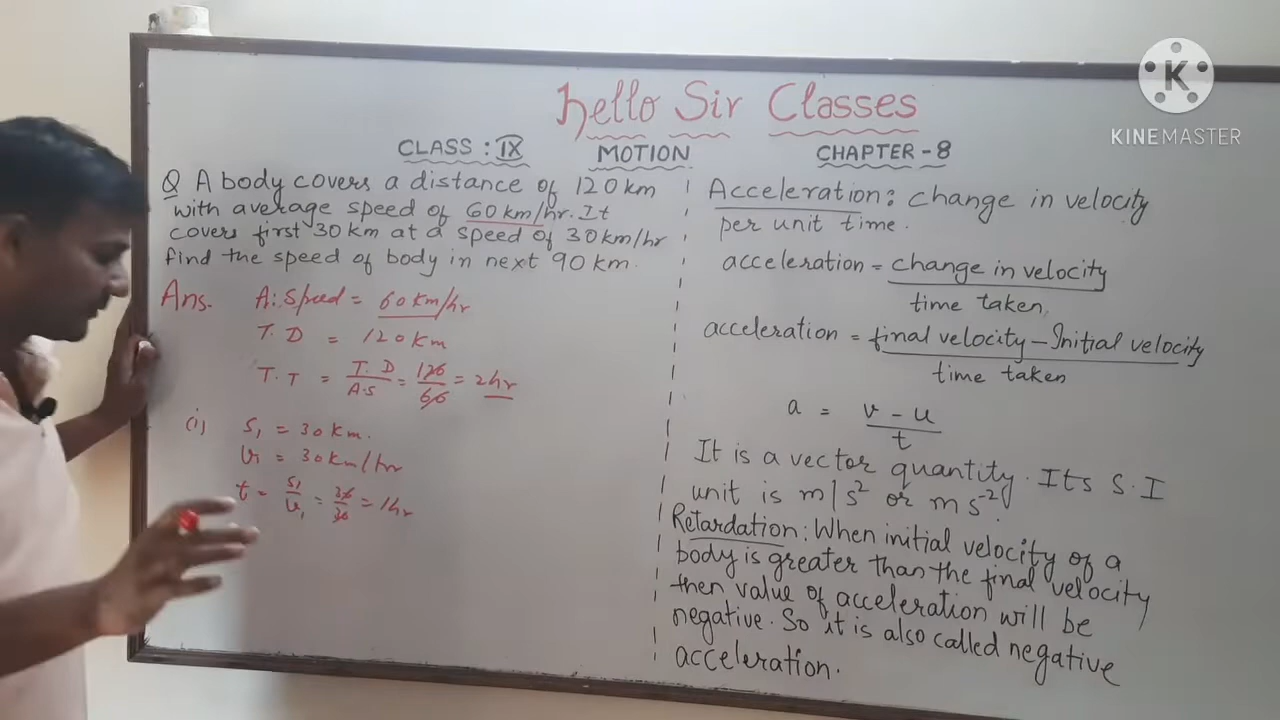 Hello Sir Classes
CLASS : IX MOTION CHAPTER - 8
Q A body covers a distance of 120 km
with average speed of 60 km/hr. It
covers first 30 km at a speed of 30 km/hr
find the speed of body in next 90 km.
Ans. A. Speed = 60 km/hr
T. D = 120 km
T. T = T. D / A.S = 120 / 60 = 2 hr
(i) S₁ = 30 km.
v₁ = 30 km/hr
t = S₁ / v₁ = 30 / 30 = 1 hr
Acceleration : change in velocity
per unit time.
acceleration = change in velocity / time taken.
acceleration = final velocity - Initial velocity / time taken
a = v - u / t
It is a vector quantity. Its S.I
unit is m/s² or ms⁻²
Retardation : When initial velocity of a
body is greater than the final velocity
then value of acceleration will be
negative. So it is also called negative
acceleration.
K
KINEMASTER